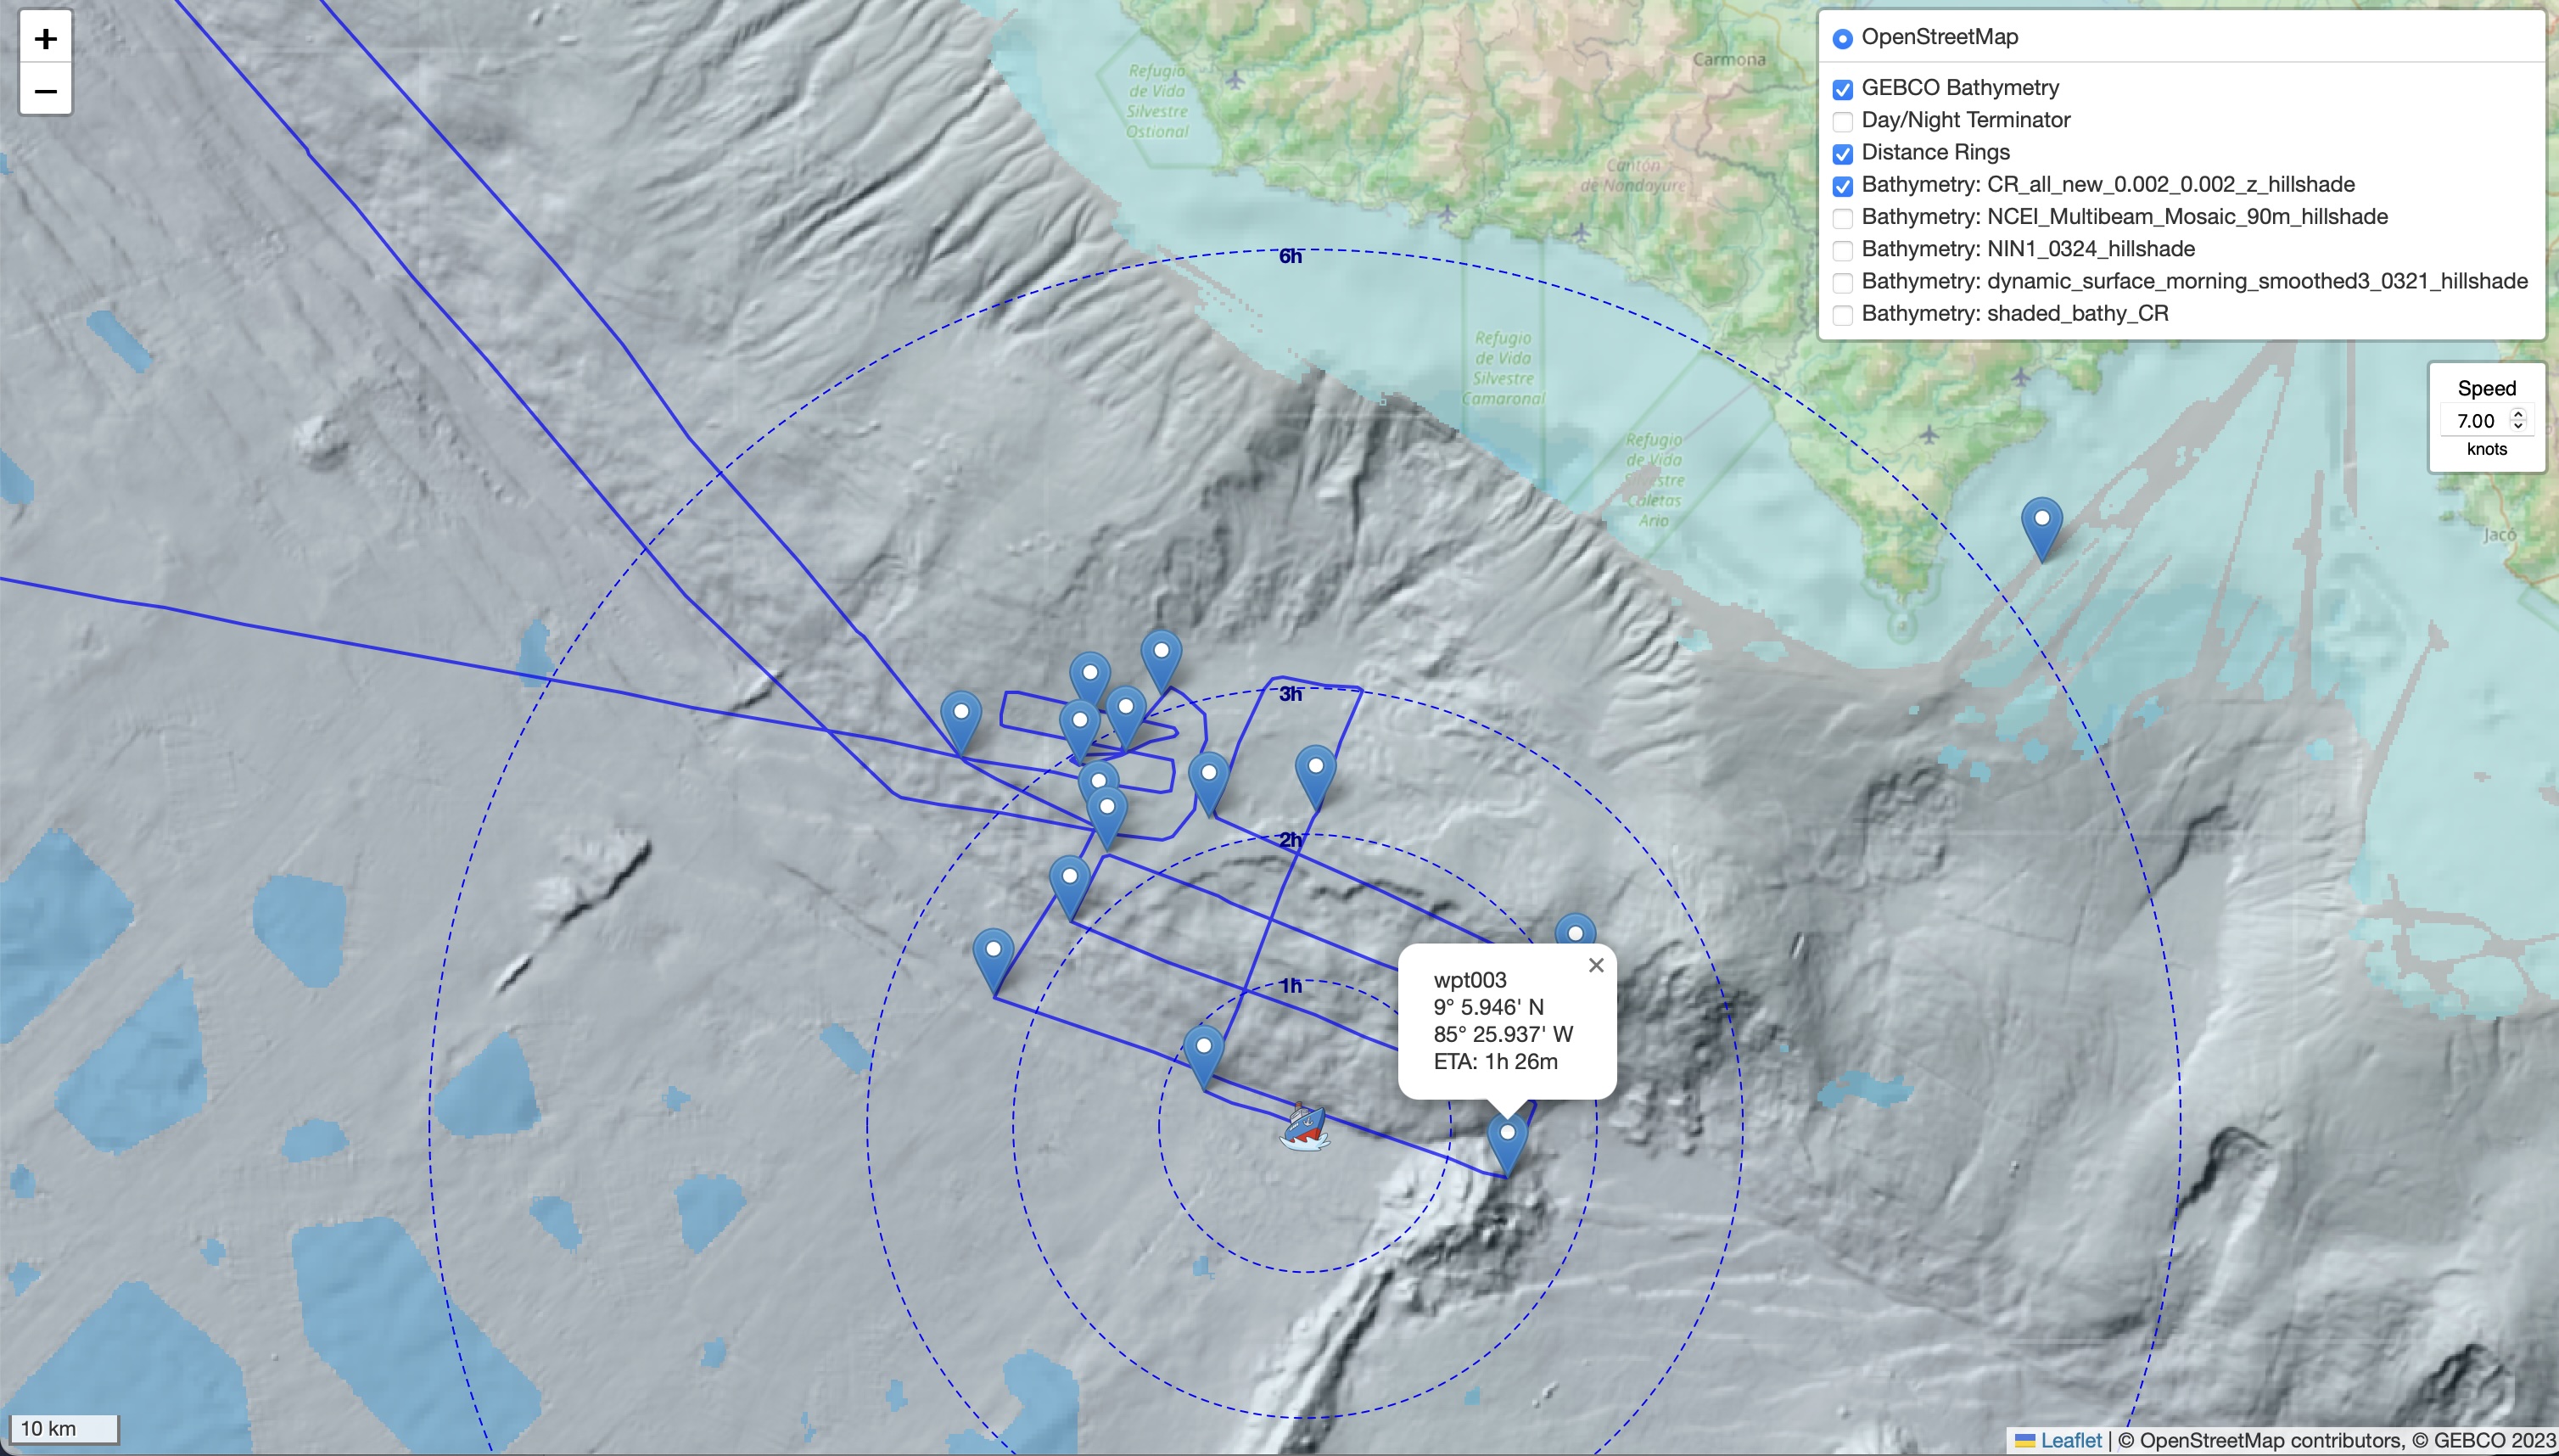 +
−
OpenStreetMap
GEBCO Bathymetry
Day/Night Terminator
Distance Rings
Bathymetry: CR_all_new_0.002_0.002_z_hillshade
Bathymetry: NCEI_Multibeam_Mosaic_90m_hillshade
Bathymetry: NIN1_0324_hillshade
Bathymetry: dynamic_surface_morning_smoothed3_0321_hillshade
Bathymetry: shaded_bathy_CR
Speed
7.00
knots
Carmona
Refugio
de Vida
Silvestre
Ostional
Cantón
de Nandayure
6h
Refugio
de Vida
Silvestre
Camaronal
Refugio
de Vida
Silvestre
Caletas
Ario
Jacó
3h
2h
1h
wpt003
9° 5.946' N
85° 25.937' W
ETA: 1h 26m
×
10 km
Leaflet | © OpenStreetMap contributors, © GEBCO 2023